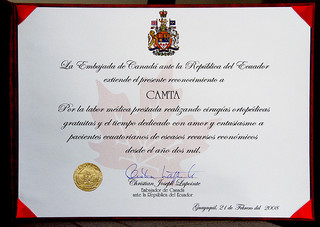 La Embajada de Canadá ante la República del Ecuador
extiende el presente reconocimiento a
CAMTA
Por la labor médica prestada realizando cirugías ortopédicas
gratuitas y el tiempo dedicado con amor y entusiasmo a
pacientes ecuatorianos de escasos recursos económicos
desde el año dos mil.
Christian Joseph Lapointe
Embajador de Canadá
ante la República del Ecuador
Guayaquil, 21 de Febrero del 2008